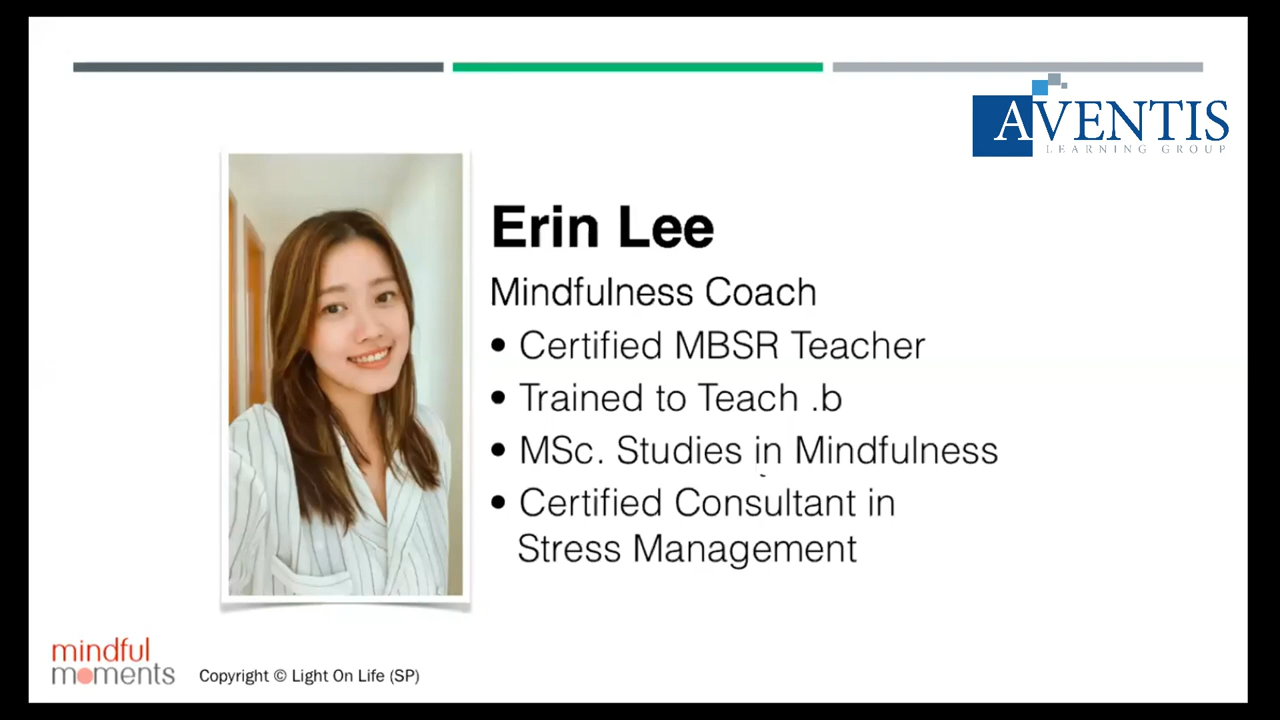 AVENTIS
LEARNING GROUP
Erin Lee
Mindfulness Coach
• Certified MBSR Teacher
• Trained to Teach .b
• MSc. Studies in Mindfulness
• Certified Consultant in
Stress Management
mindful
moments
Copyright © Light On Life (SP)